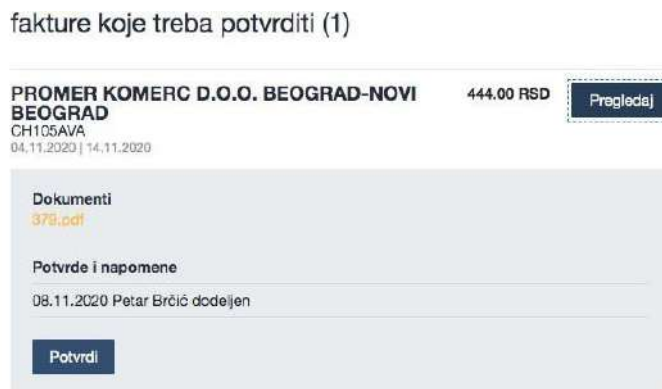 fakture koje treba potvrditi (1)
PROMER KOMERC D.O.O. BEOGRAD-NOVI BEOGRAD
444.00 RSD
Pregledaj
CH105AVA
04.11.2020 | 14.11.2020
Dokumenti
379.pdf
Potvrde i napomene
08.11.2020 Petar Brčić dodeljen
Potvrdi